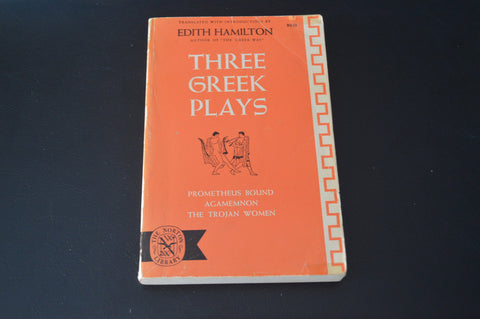 TRANSLATED WITH INTRODUCTIONS BY
EDITH HAMILTON
AUTHOR OF "THE GREEK WAY"
THREE
GREEK
PLAYS
PROMETHEUS BOUND
AGAMEMNON
THE TROJAN WOMEN
THE NORTON
LIBRARY